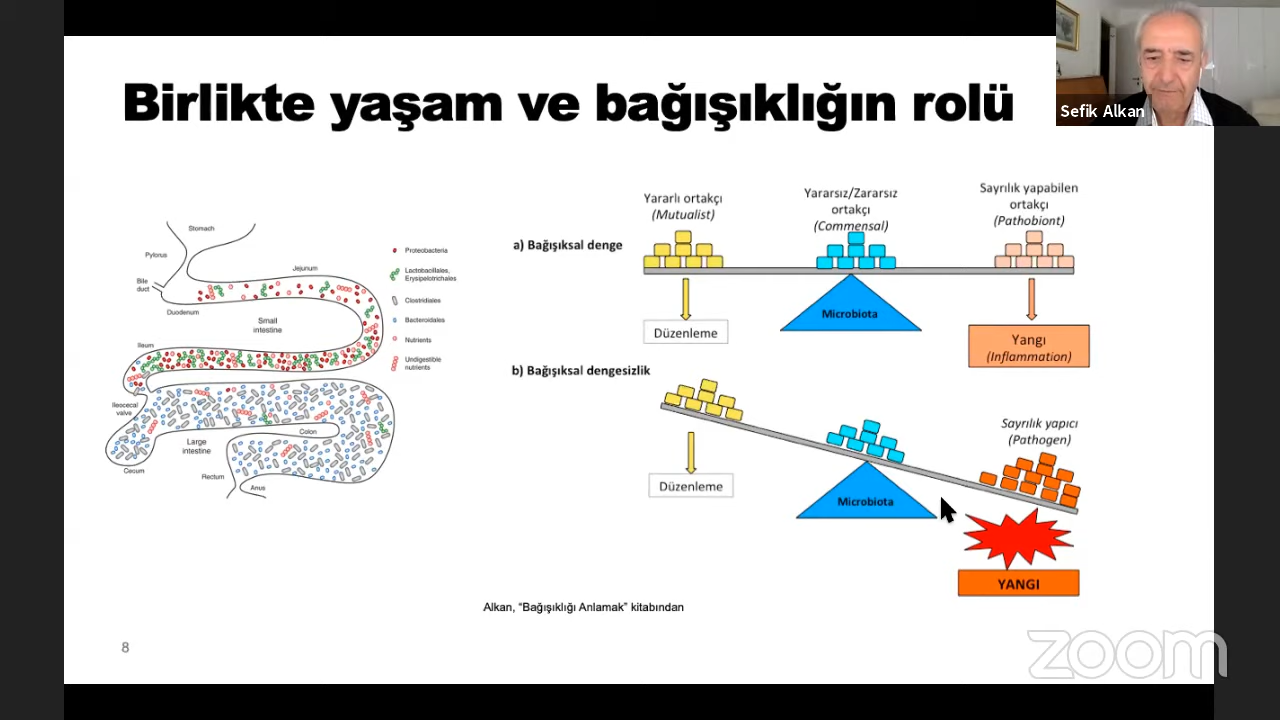 Birlikte yaşam ve bağışıklığın rolü
Sefik Alkan
Stomach
Pylorus
Bile
duct
Duodenum
Jejunum
Small
intestine
Ileum
Ileocecal
valve
Cecum
Large
intestine
Colon
Rectum
Anus
Proteobacteria
Lactobacillales,
Erysipelotrichales
Clostridiales
Bacteroidales
Nutrients
Undigestible
nutrients
a) Bağışıksal denge
Yararlı ortakçı
(Mutualist)
Yararsız/Zararsız
ortakçı
(Commensal)
Sayrılık yapabilen
ortakçı
(Pathobiont)
Microbiota
Düzenleme
Yangı
(Inflammation)
b) Bağışıksal dengesizlik
Sayrılık yapıcı
(Pathogen)
Düzenleme
Microbiota
YANGI
Alkan, “Bağışıklığı Anlamak” kitabından
8
zoom